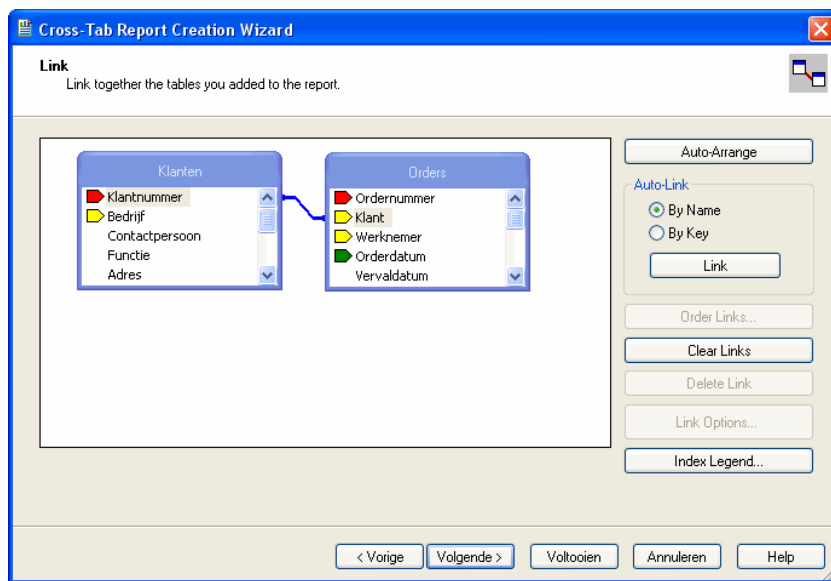 Cross-Tab Report Creation Wizard
Link
Link together the tables you added to the report.
Klanten
Klantnummer
Bedrijf
Contactpersoon
Functie
Adres
Orders
Ordernummer
Klant
Werknemer
Orderdatum
Vervaldatum
Auto-Arrange
Auto-Link
By Name
By Key
Link
Order Links...
Clear Links
Delete Link
Link Options...
Index Legend...
< Vorige
Volgende >
Voltooien
Annuleren
Help